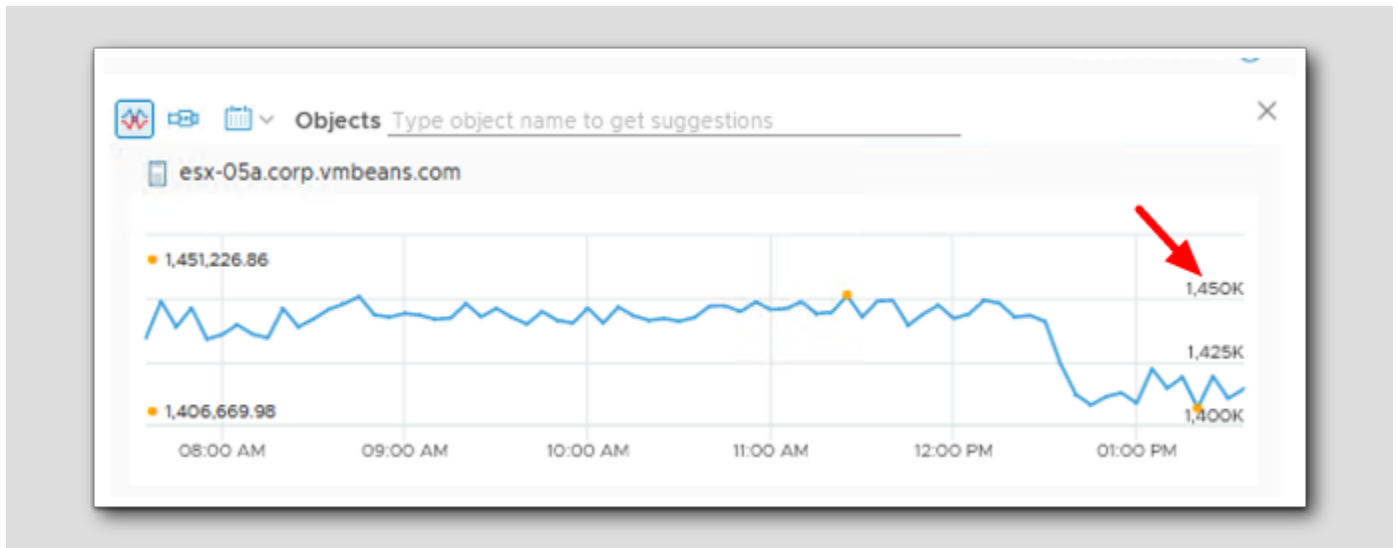 Objects Type object name to get suggestions
esx-05a.corp.vmbeans.com
1,451,226.86
1,450K
1,425K
1,406,669.98
1,400K
08:00 AM 09:00 AM 10:00 AM 11:00 AM 12:00 PM 01:00 PM